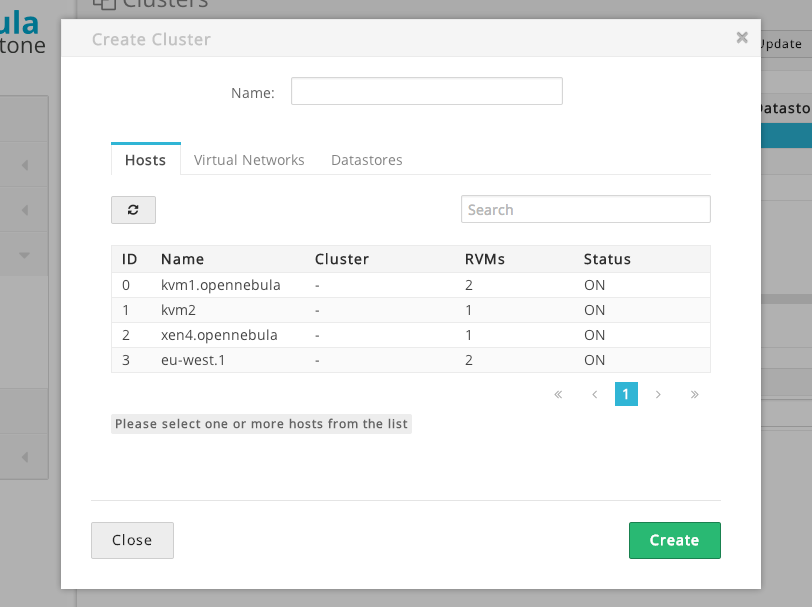 Clusters
ula
tone
Create Cluster
Update
Name:
Datasto
Hosts Virtual Networks Datastores
Search
ID Name Cluster RVMs Status
0 kvm1.opennebula - 2 ON
1 kvm2 - 1 ON
2 xen4.opennebula - 1 ON
3 eu-west.1 - 2 ON
« ‹ 1 › »
Please select one or more hosts from the list
Close Create